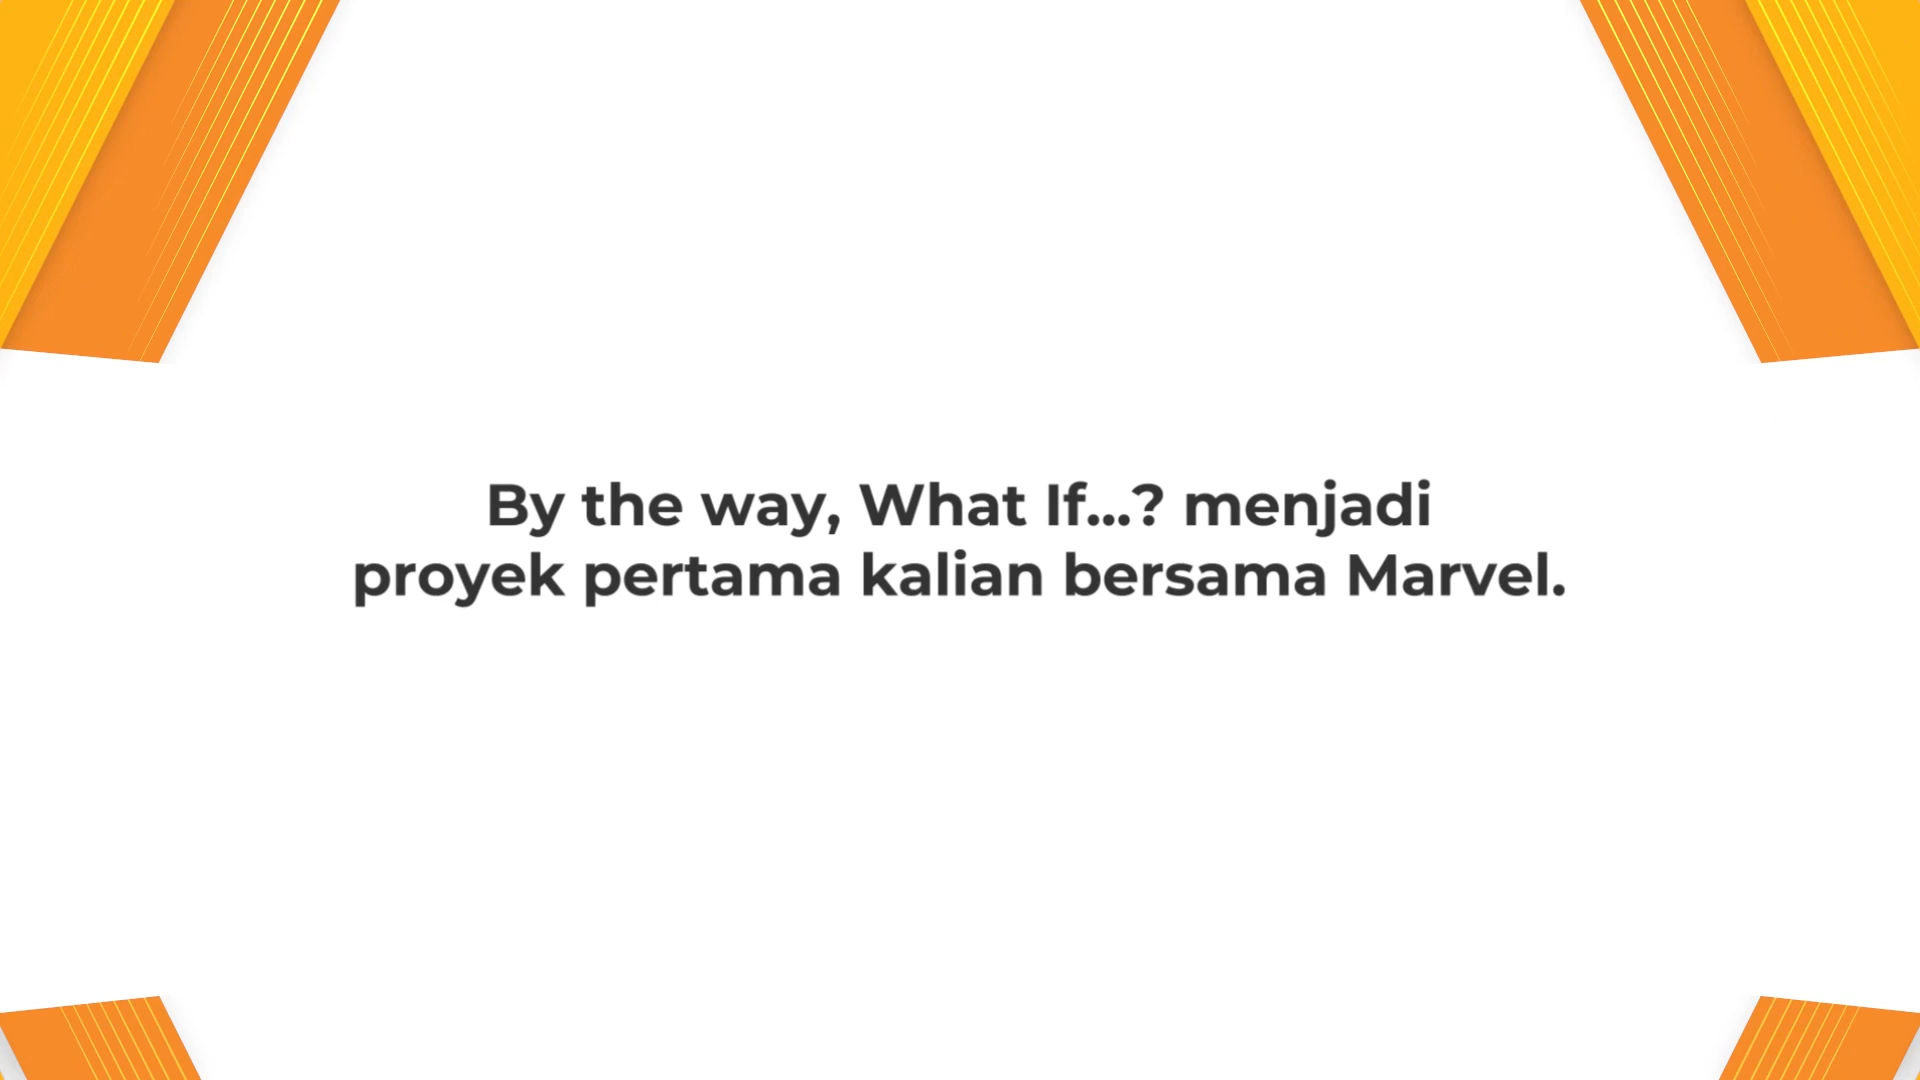 By the way, What If...? menjadi
proyek pertama kalian bersama Marvel.